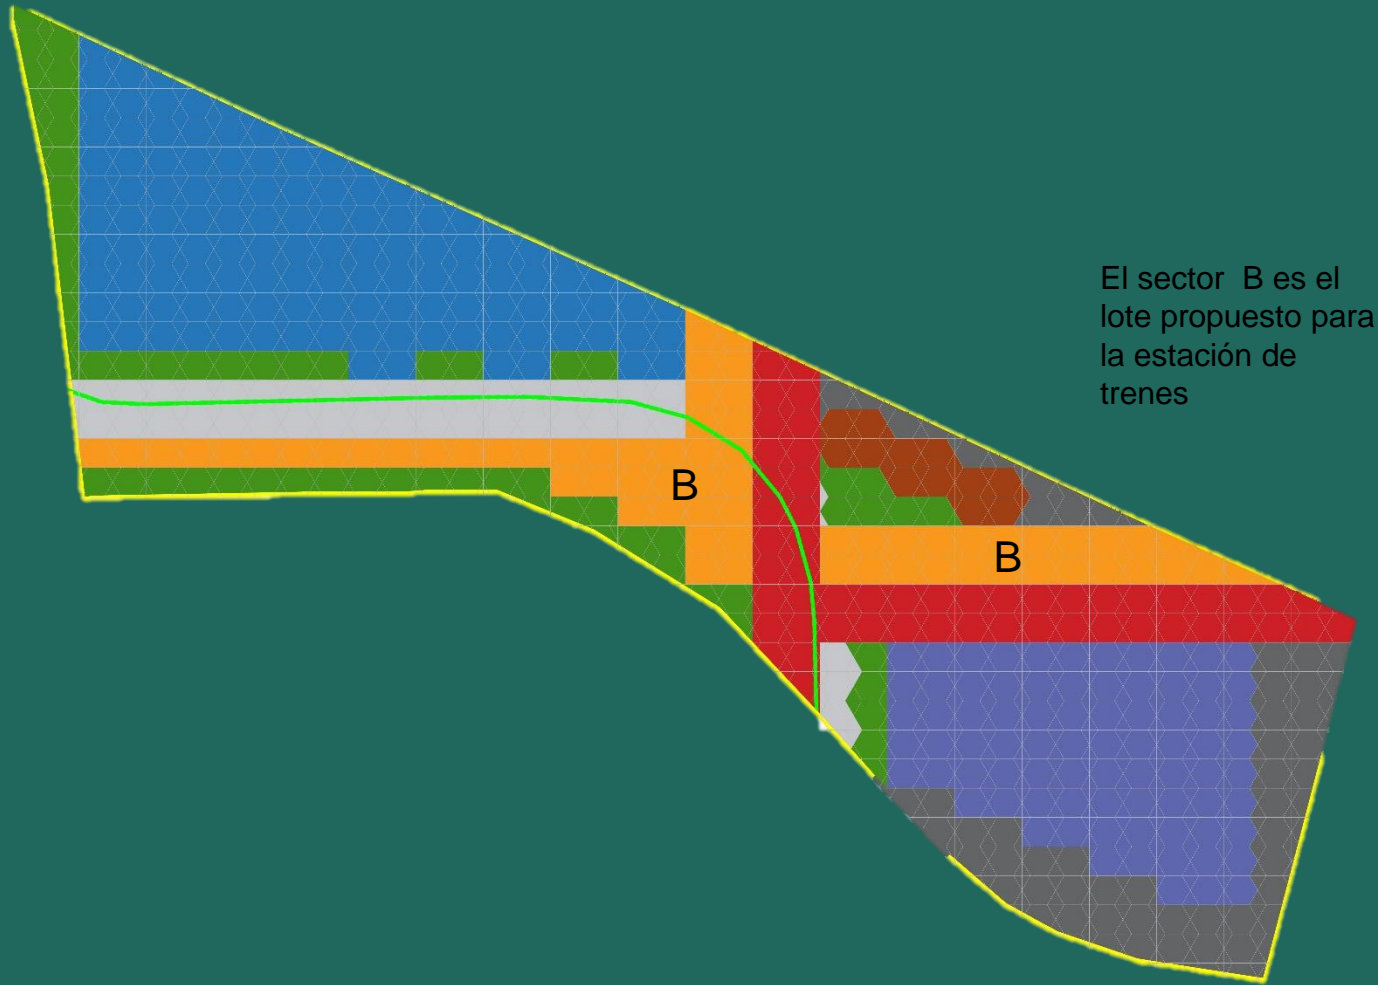 El sector B es el
lote propuesto para
la estación de
trenes
B
B